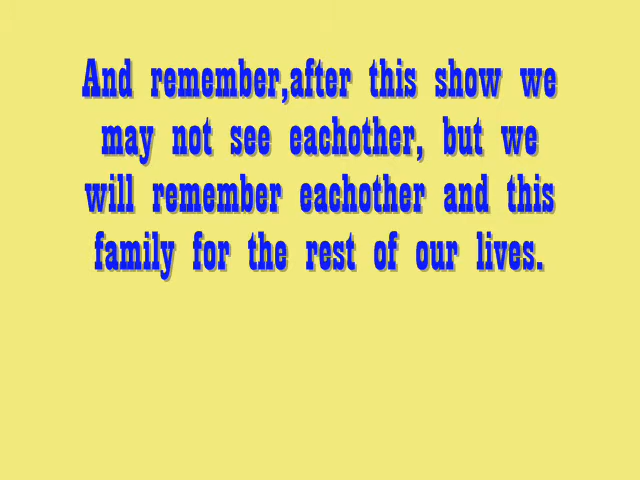 And remember,after this show we
may not see eachother, but we
will remember eachother and this
family for the rest of our lives.